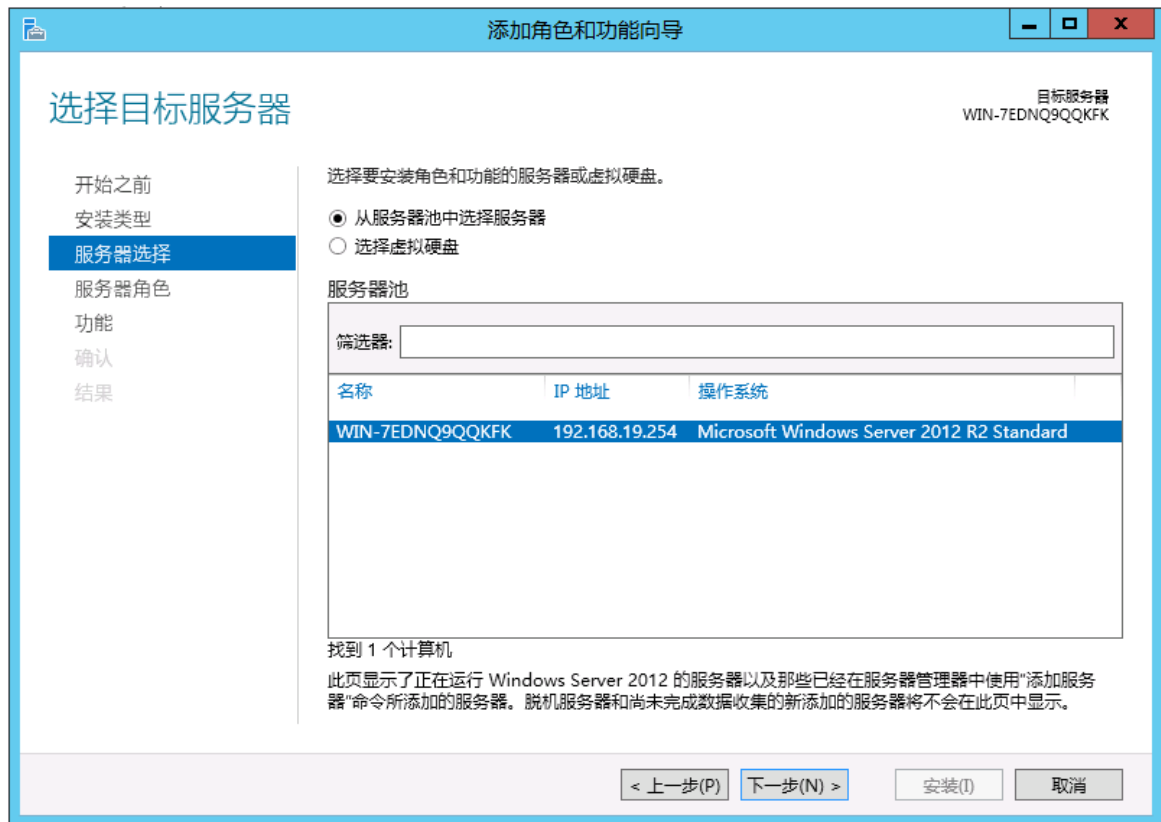 添加角色和功能向导
选择目标服务器
目标服务器
WIN-7EDNQ9QQKFK
开始之前
安装类型
服务器选择
服务器角色
功能
确认
结果
选择要安装角色和功能的服务器或虚拟硬盘。
从服务器池中选择服务器
选择虚拟硬盘
服务器池
筛选器:
名称 IP 地址 操作系统
WIN-7EDNQ9QQKFK 192.168.19.254 Microsoft Windows Server 2012 R2 Standard
找到 1 个计算机
此页显示了正在运行 Windows Server 2012 的服务器以及那些已经在服务器管理器中使用"添加服务
器"命令所添加的服务器。脱机服务器和尚未完成数据收集的新添加的服务器将不会在此页中显示。
< 上一步(P) 下一步(N) > 安装(I) 取消